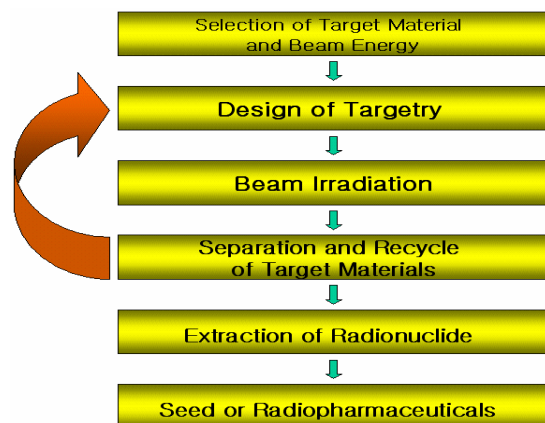 Selection of Target Material
and Beam Energy
Design of Targetry
Beam Irradiation
Separation and Recycle
of Target Materials
Extraction of Radionuclide
Seed or Radiopharmaceuticals